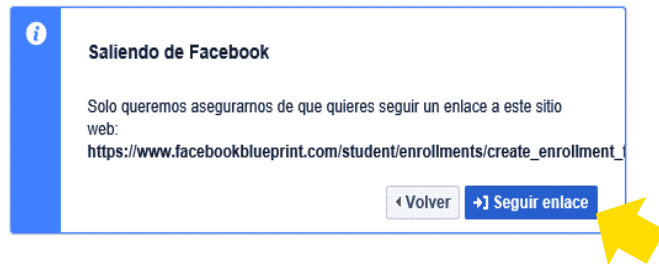 Saliendo de Facebook
Solo queremos asegurarnos de que quieres seguir un enlace a este sitio
web:
https://www.facebookblueprint.com/student/enrollments/create_enrollment_
Volver Seguir enlace